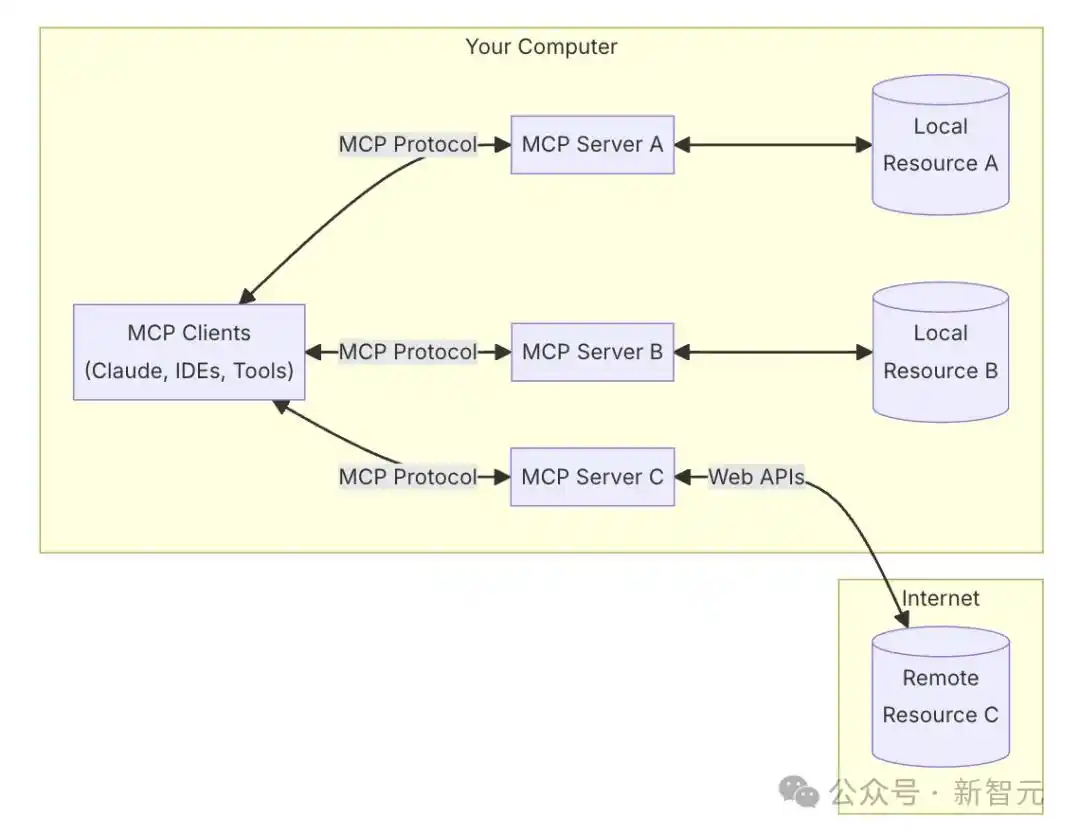 Your Computer
MCP Protocol
MCP Server A
Local
Resource A
MCP Clients
(Claude, IDEs, Tools)
MCP Protocol
MCP Server B
Local
Resource B
MCP Protocol
MCP Server C
Web APIs
Internet
Remote
Resource C
公众号 · 新智元